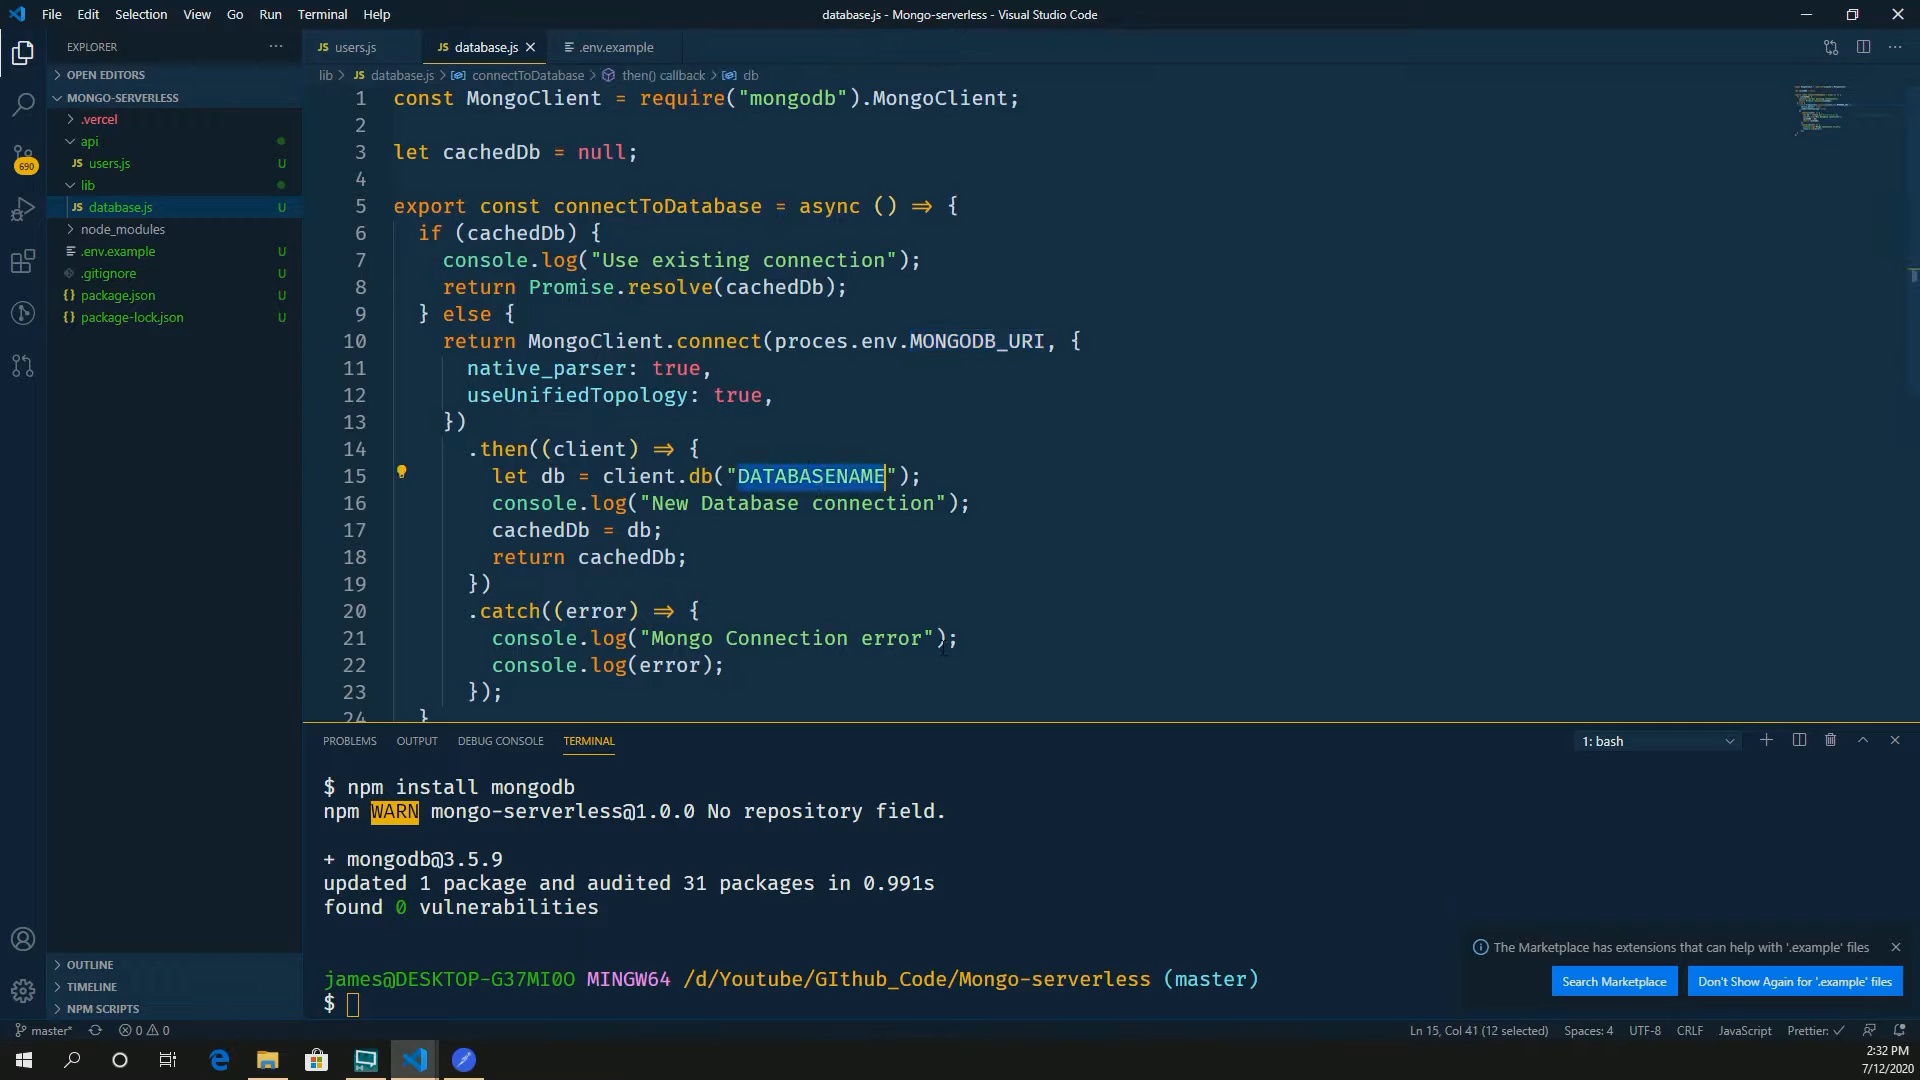 File Edit Selection View Go Run Terminal Help
database.js - Mongo-serverless - Visual Studio Code
EXPLORER
OPEN EDITORS
MONGO-SERVERLESS
.vercel
api
JS users.js U
lib
JS database.js U
node_modules
.env.example U
.gitignore U
{} package.json U
{} package-lock.json U
690
OUTLINE
TIMELINE
NPM SCRIPTS
JS users.js
JS database.js
.env.example
lib > JS database.js > connectToDatabase > then() callback > db
1 const MongoClient = require("mongodb").MongoClient;
2
3 let cachedDb = null;
4
5 export const connectToDatabase = async () => {
6 if (cachedDb) {
7 console.log("Use existing connection");
8 return Promise.resolve(cachedDb);
9 } else {
10 return MongoClient.connect(proces.env.MONGODB_URI, {
11 native_parser: true,
12 useUnifiedTopology: true,
13 })
14 .then((client) => {
15 let db = client.db("DATABASENAME");
16 console.log("New Database connection");
17 cachedDb = db;
18 return cachedDb;
19 })
20 .catch((error) => {
21 console.log("Mongo Connection error");
22 console.log(error);
23 });
24 }
PROBLEMS OUTPUT DEBUG CONSOLE TERMINAL
1: bash
$ npm install mongodb
npm WARN mongo-serverless@1.0.0 No repository field.
+ mongodb@3.5.9
updated 1 package and audited 31 packages in 0.991s
found 0 vulnerabilities
james@DESKTOP-G37MI0O MINGW64 /d/Youtube/GIthub_Code/Mongo-serverless (master)
$
The Marketplace has extensions that can help with '.example' files
Search Marketplace
Don't Show Again for '.example' files
master*
0 0
Ln 15, Col 41 (12 selected) Spaces: 4 UTF-8 CRLF JavaScript Prettier: ✓
2:32 PM
7/12/2020